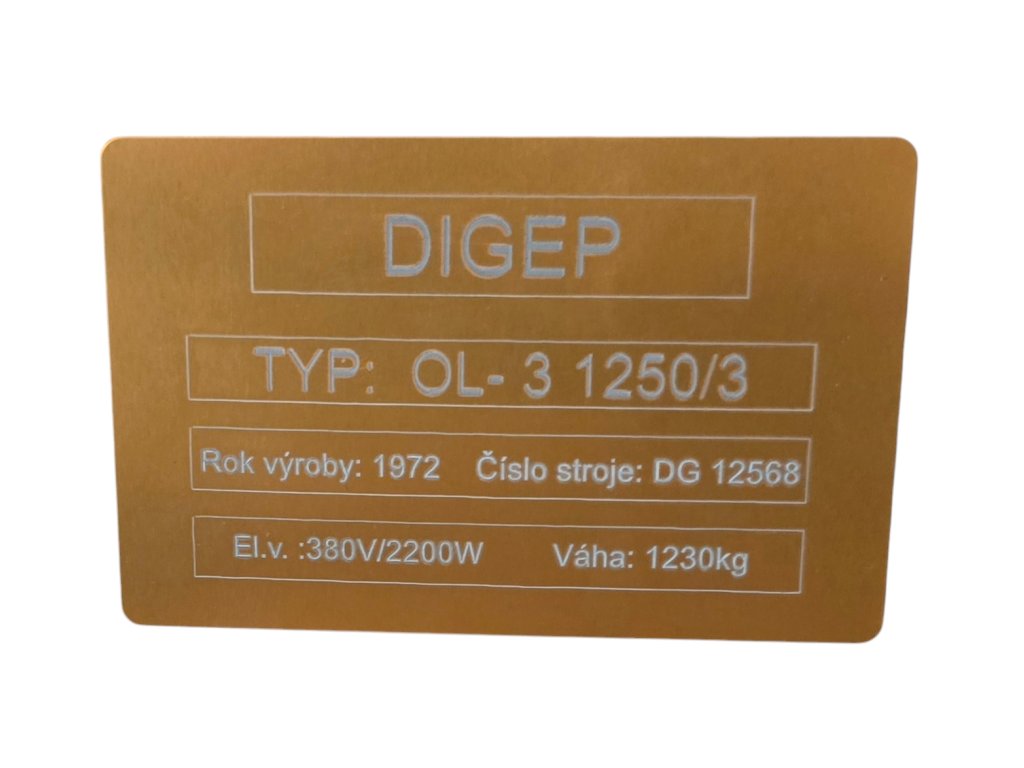 DIGEP
TYP: OL- 3 1250/3
Rok výroby: 1972 Číslo stroje: DG 12568
El.v. :380V/2200W Váha: 1230kg